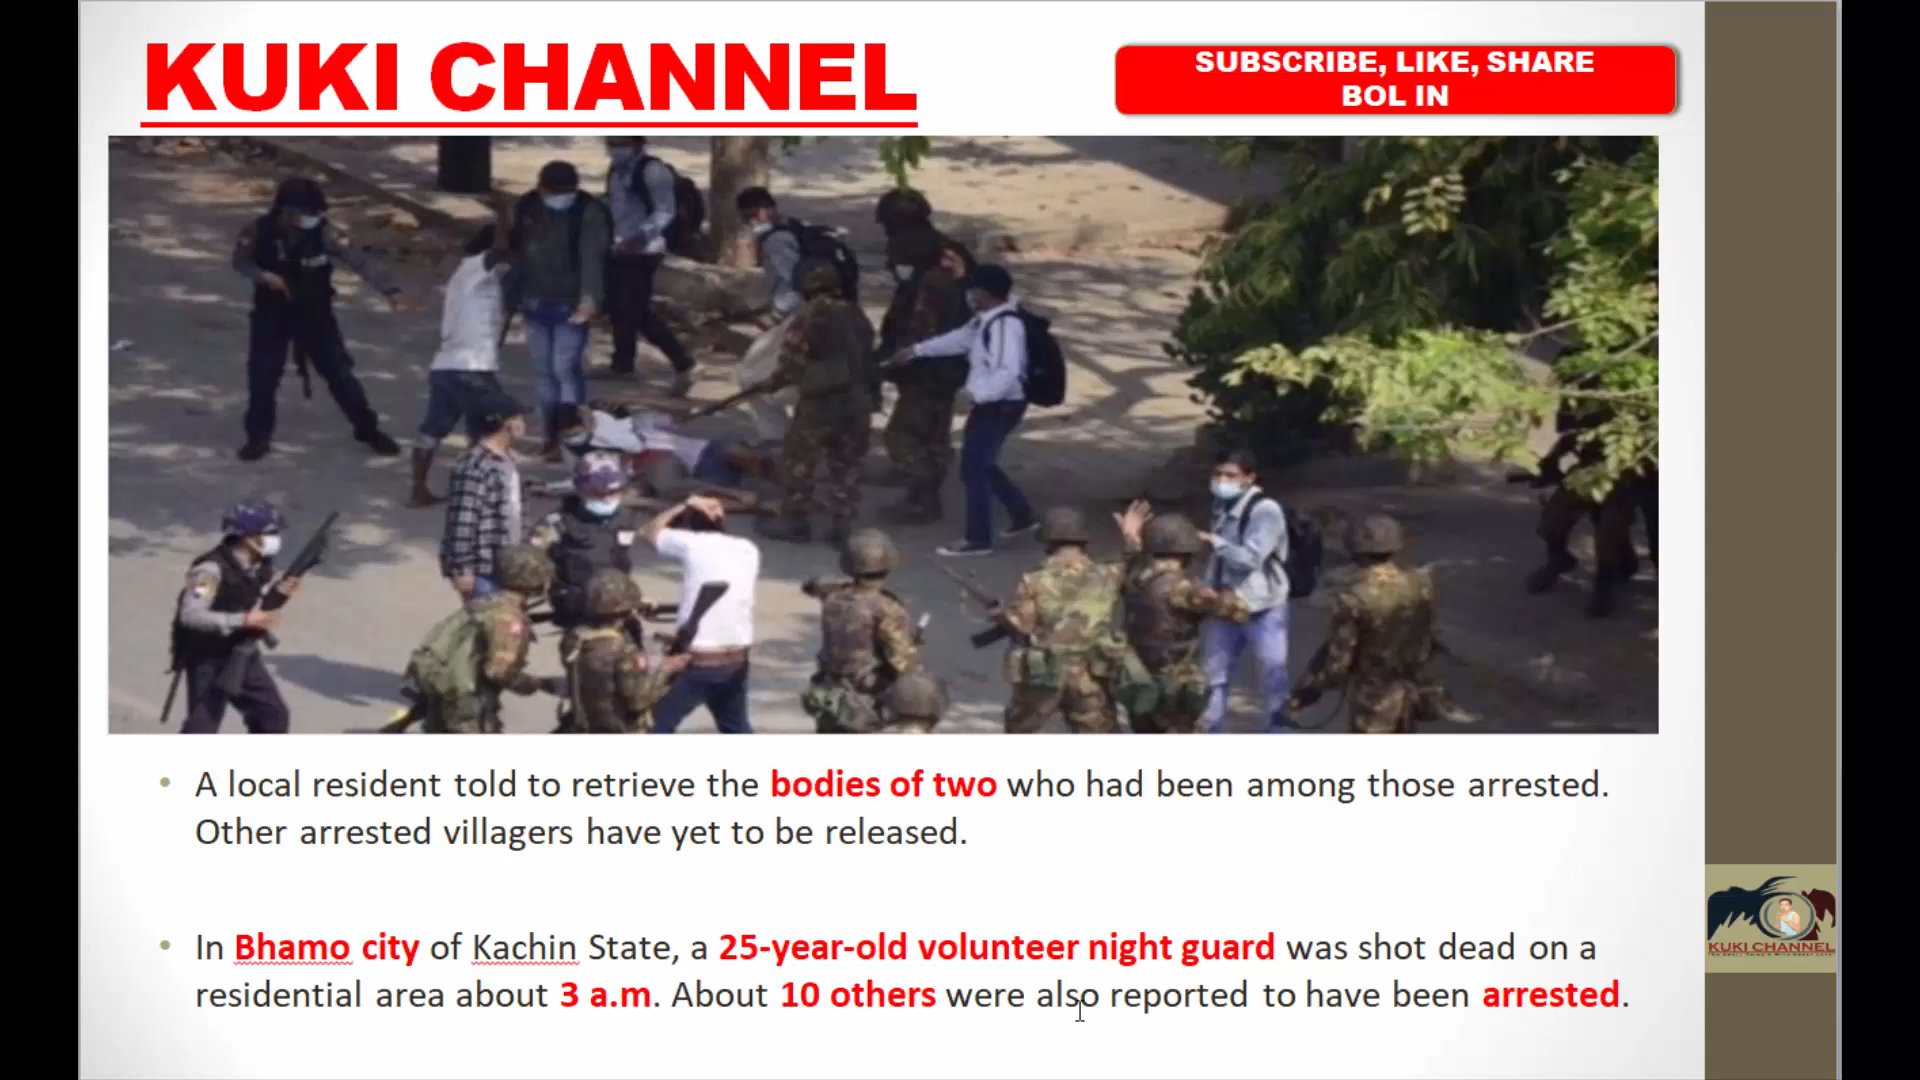 KUKI CHANNEL
SUBSCRIBE, LIKE, SHARE
BOL IN
• A local resident told to retrieve the bodies of two who had been among those arrested.
Other arrested villagers have yet to be released.
• In Bhamo city of Kachin State, a 25-year-old volunteer night guard was shot dead on a
residential area about 3 a.m. About 10 others were also reported to have been arrested.
KUKI CHANNEL